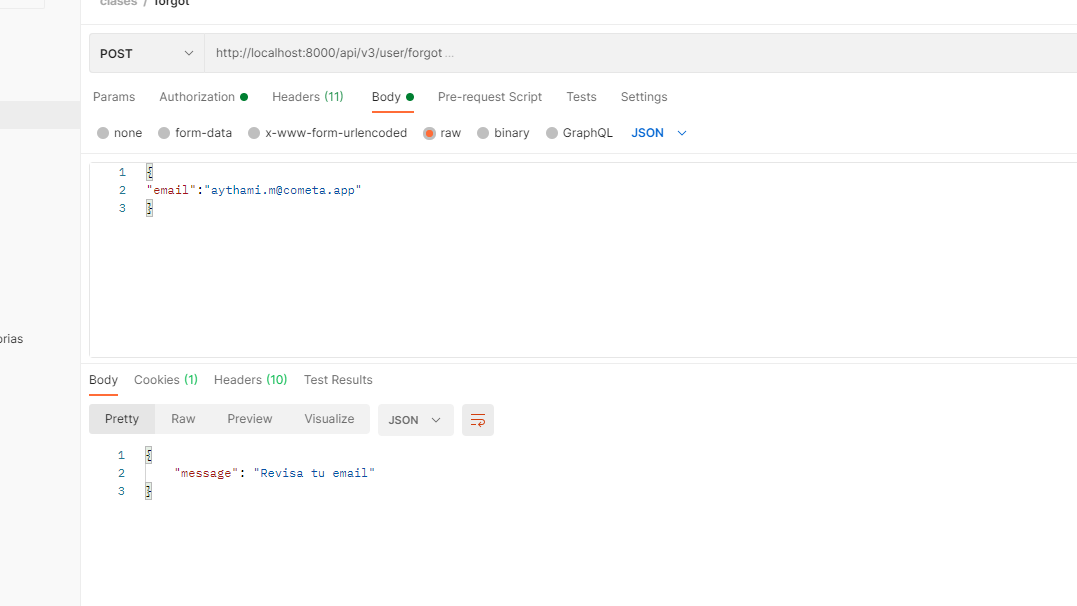 clases / forgot
POST http://localhost:8000/api/v3/user/forgot ...
Params Authorization Headers (11) Body Pre-request Script Tests Settings
none form-data x-www-form-urlencoded raw binary GraphQL JSON
1 {
2 "email":"aythami.m@cometa.app"
3 }
orias
Body Cookies (1) Headers (10) Test Results
Pretty Raw Preview Visualize JSON
1 {
2 "message": "Revisa tu email"
3 }